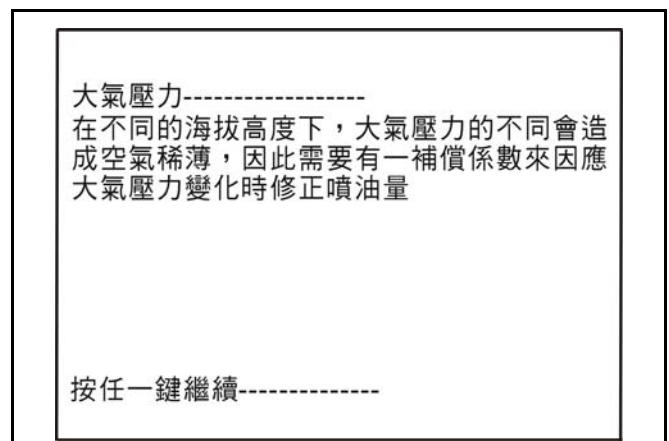 大氣壓力------------------
在不同的海拔高度下，大氣壓力的不同會造
成空氣稀薄，因此需要有一補償係數來因應
大氣壓力變化時修正噴油量
按任一鍵繼續--------------